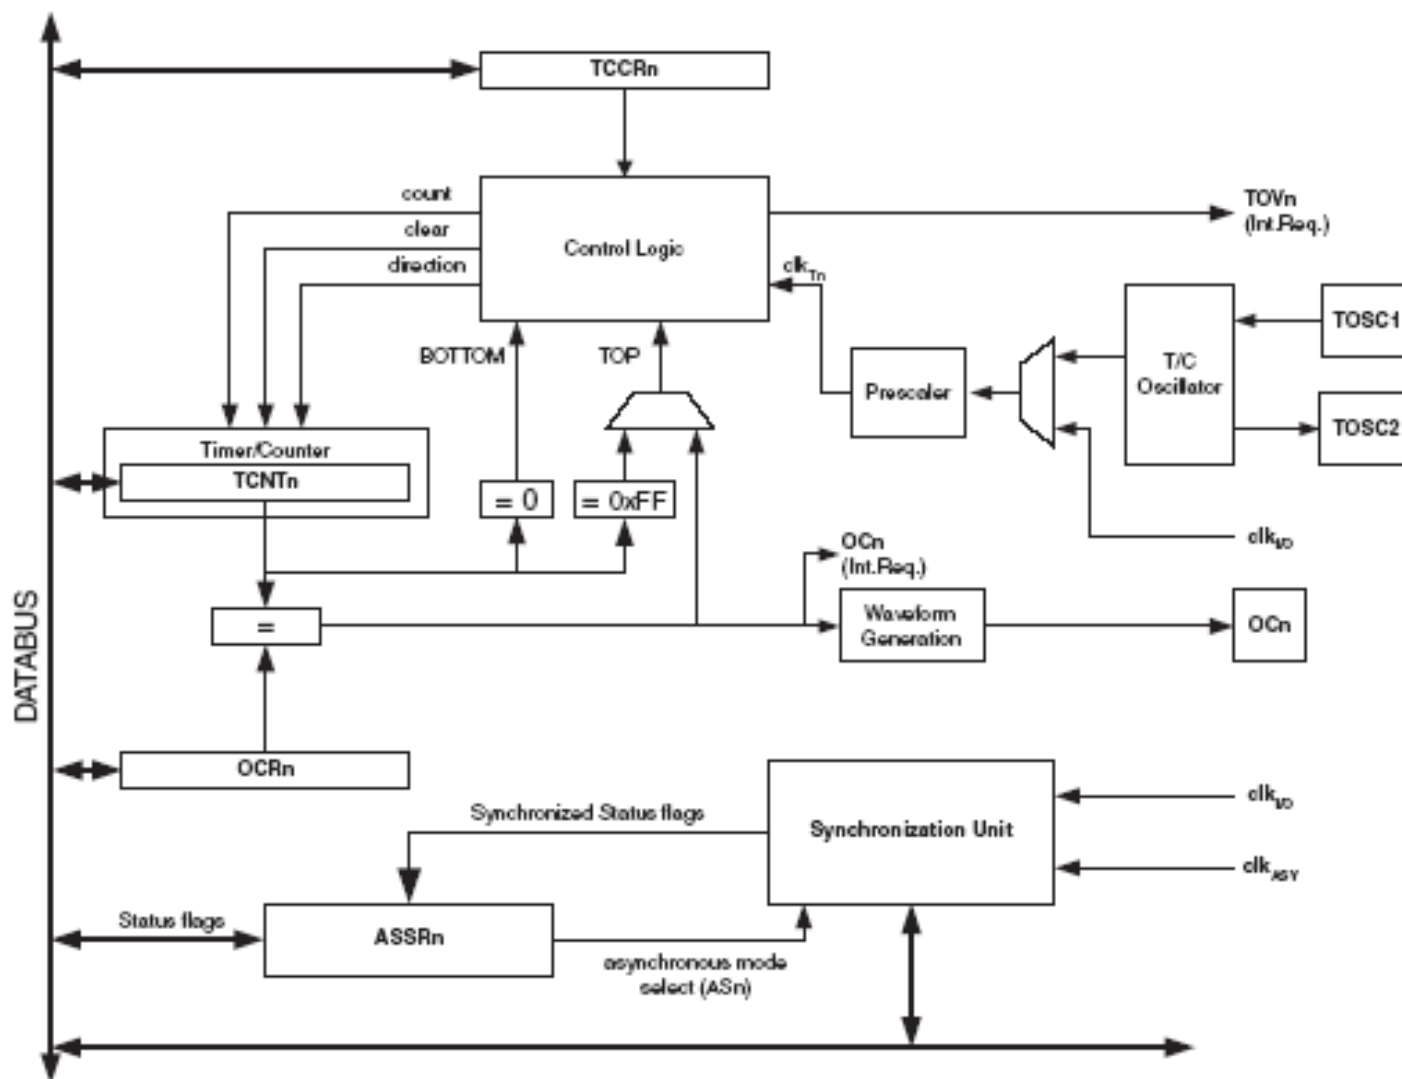 TCCRn
count
clear
direction
Control Logic
TOVn
(Int.Req.)
clkTn
BOTTOM
TOP
Prescaler
T/C
Oscillator
TOSC1
TOSC2
Timer/Counter
TCNTn
= 0
= 0xFF
clkI/O
OCn
(Int.Req.)
=
Waveform
Generation
OCn
DATABUS
OCRn
Synchronized Status flags
Synchronization Unit
clkI/O
clkASY
Status flags
ASSRn
asynchronous mode
select (ASn)